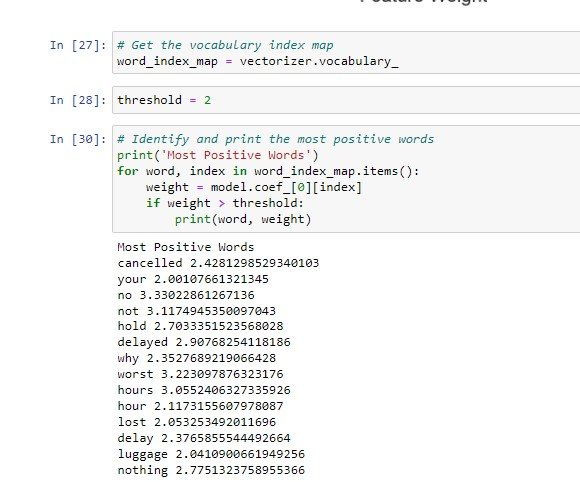 Feature Weight
In [27]: # Get the vocabulary index map
word_index_map = vectorizer.vocabulary_
In [28]: threshold = 2
In [30]: # Identify and print the most positive words
print('Most Positive Words')
for word, index in word_index_map.items():
    weight = model.coef_[0][index]
    if weight > threshold:
        print(word, weight)
Most Positive Words
cancelled 2.4281298529340103
your 2.00107661321345
no 3.33022861267136
not 3.1174945350097043
hold 2.7033351523568028
delayed 2.90768254118186
why 2.3527689219066428
worst 3.223097876323176
hours 3.0552406327335926
hour 2.1173155607978087
lost 2.053253492011696
delay 2.3765855544492664
luggage 2.0410900661949256
nothing 2.7751323758955366